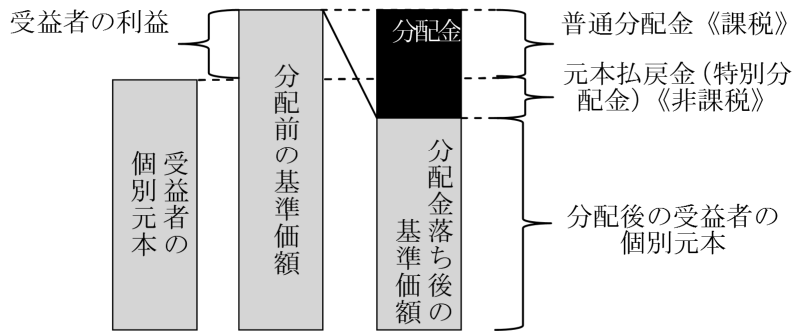 受益者の利益
分配金
普通分配金《課税》
元本払戻金(特別分
配金)《非課税》
受益者の
個別元本
分配前の基準価額
分配金落ち後の
基準価額
分配後の受益者の
個別元本